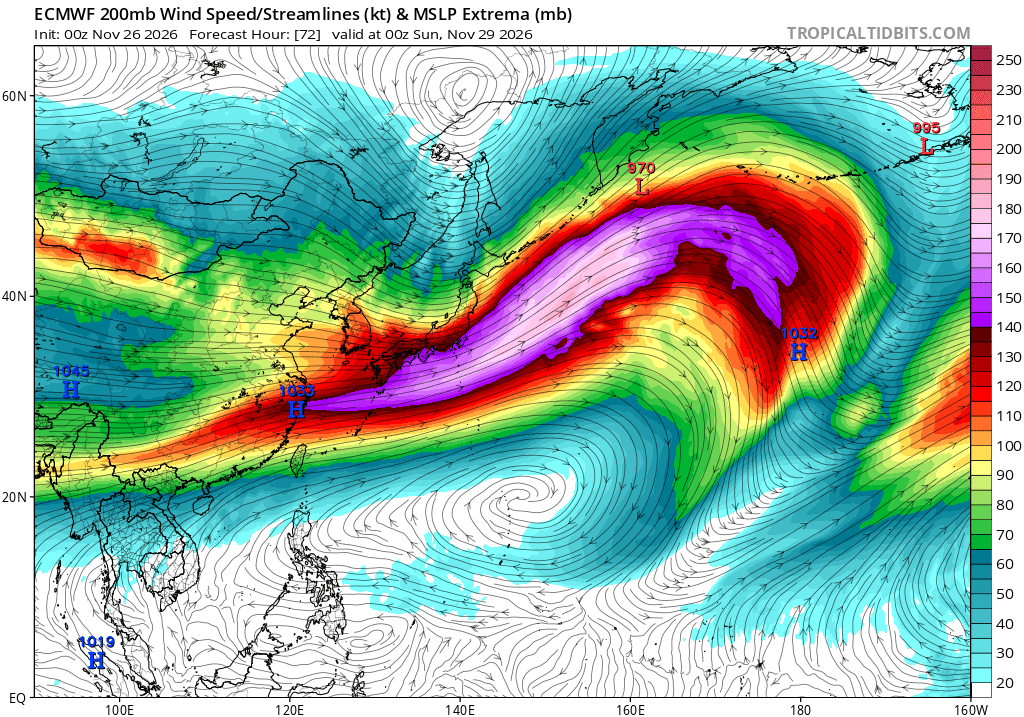 ECMWF 200mb Wind Speed/Streamlines (kt) & MSLP Extrema (mb)
Init: 00z Nov 26 2026   Forecast Hour: [72]   valid at 00z Sun, Nov 29 2026
TROPICALTIDBITS.COM
60N
40N
20N
EQ
995
L
970
L
1032
H
1045
H
1033
H
1019
H
100E
120E
140E
160E
180
160W
250
230
210
200
190
180
170
160
150
140
130
120
110
100
90
80
70
60
50
40
30
20